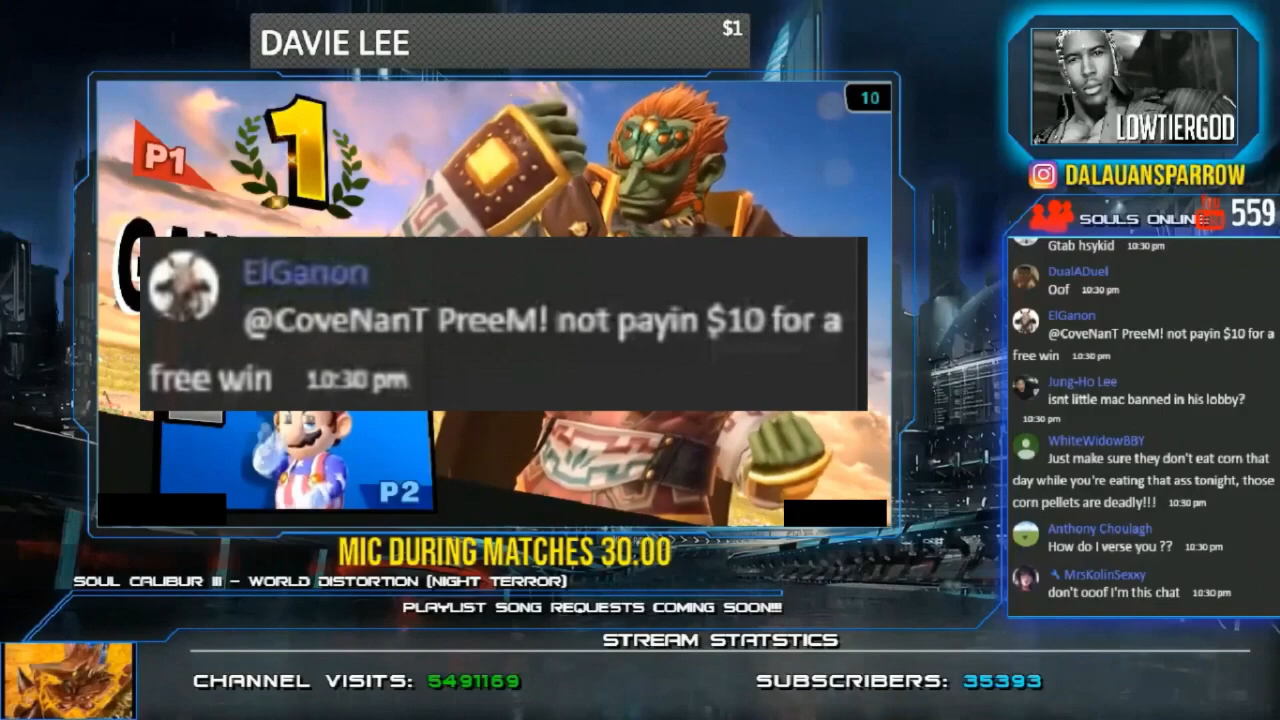 DAVIE LEE
$1
10
P1
1
ElGanon
@CoveNanT PreeM! not payin $10 for a
free win 10:30 pm
P2
MIC DURING MATCHES 30.00
SOUL CALIBUR III - WORLD DISTORTION (NIGHT TERROR)
PLAYLIST SONG REQUESTS COMING SOON!!!
STREAM STATSTICS
CHANNEL VISITS: 5491169
SUBSCRIBERS: 35393
LOWTIERGOD
DALAUANSPARROW
SOULS ONLINE 559
Gtab hsykid 10:30 pm
DualADuel
Oof 10:30 pm
ElGanon
@CoveNanT PreeM! not payin $10 for a
free win 10:30 pm
Jung-Ho Lee
isnt little mac banned in his lobby?
10:30 pm
WhiteWidowBBY
Just make sure they don't eat corn that
day while you're eating that ass tonight, those
corn pellets are deadly!!! 10:30 pm
Anthony Choulagh
How do I verse you ?? 10:30 pm
MrsKolinSexxy
don't ooof I'm this chat 10:30 pm